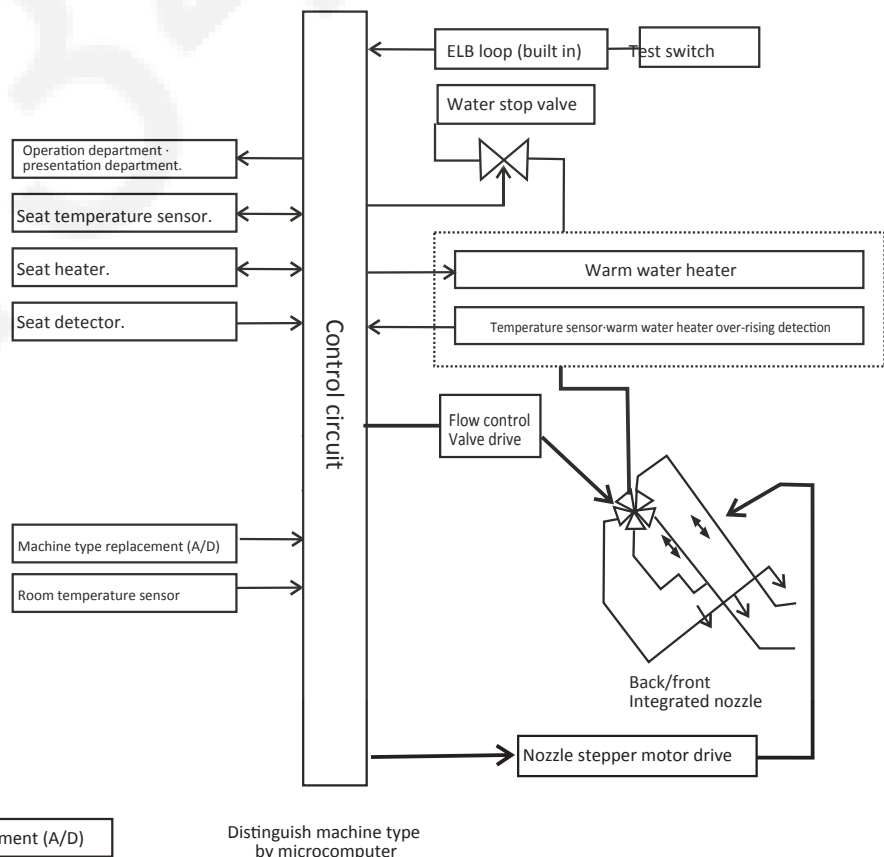 ELB loop (built in)
Test switch
Water stop valve
Operation department ·
presentation department.
Seat temperature sensor.
Seat heater.
Seat detector.
Warm water heater
Temperature sensor·warm water heater over-rising detection
Control circuit
Flow control
Valve drive
Machine type replacement (A/D)
Room temperature sensor
Back/front
Integrated nozzle
Nozzle stepper motor drive
ment (A/D)
Distinguish machine type
by microcomputer